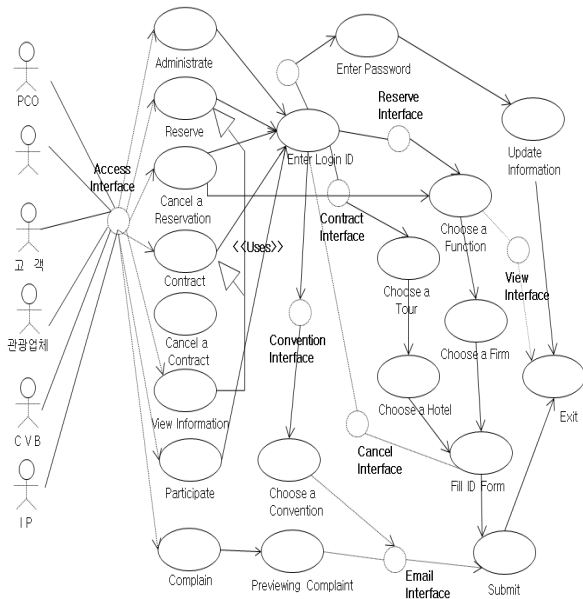 Administrate
Enter Password
PCO
Reserve
Reserve
Interface
Enter Login ID
Update
Information
Access
Interface
Cancel a
Reservation
Contract
Interface
Choose a
Function
고 객
<<Uses>>
Contract
View
Interface
Choose a
Tour
관광업체
Cancel a
Contract
Convention
Interface
Choose a Firm
View Information
Choose a Hotel
Exit
C V B
Cancel
Interface
Participate
Choose a
Convention
Fill ID Form
I P
Complain
Previewing Complaint
Email
Interface
Submit